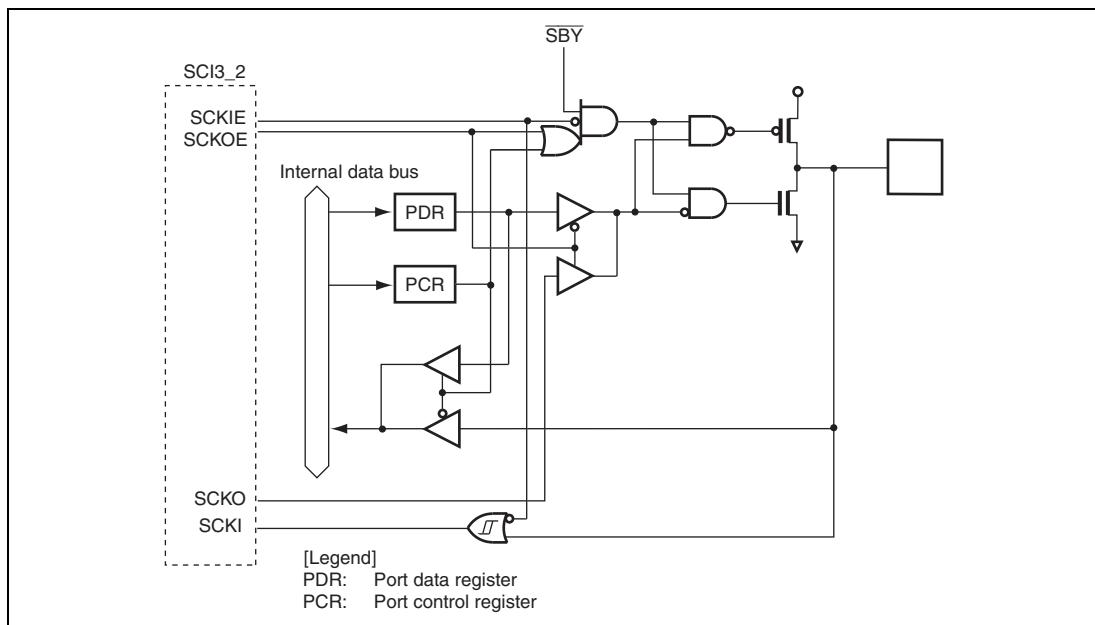 SBY
SCI3_2
SCKIE
SCKOE
Internal data bus
PDR
PCR
SCKO
SCKI
[Legend]
PDR: Port data register
PCR: Port control register